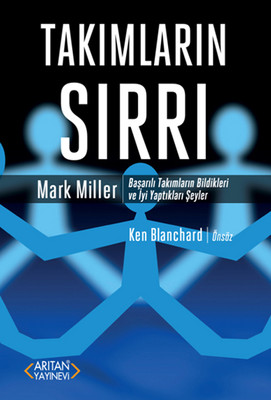 TAKIMLARIN
SIRRI
Mark Miller
Başarılı Takımların Bildikleri
ve İyi Yaptıkları Şeyler
Ken Blanchard | Önsöz
ARITAN
YAYINEVİ